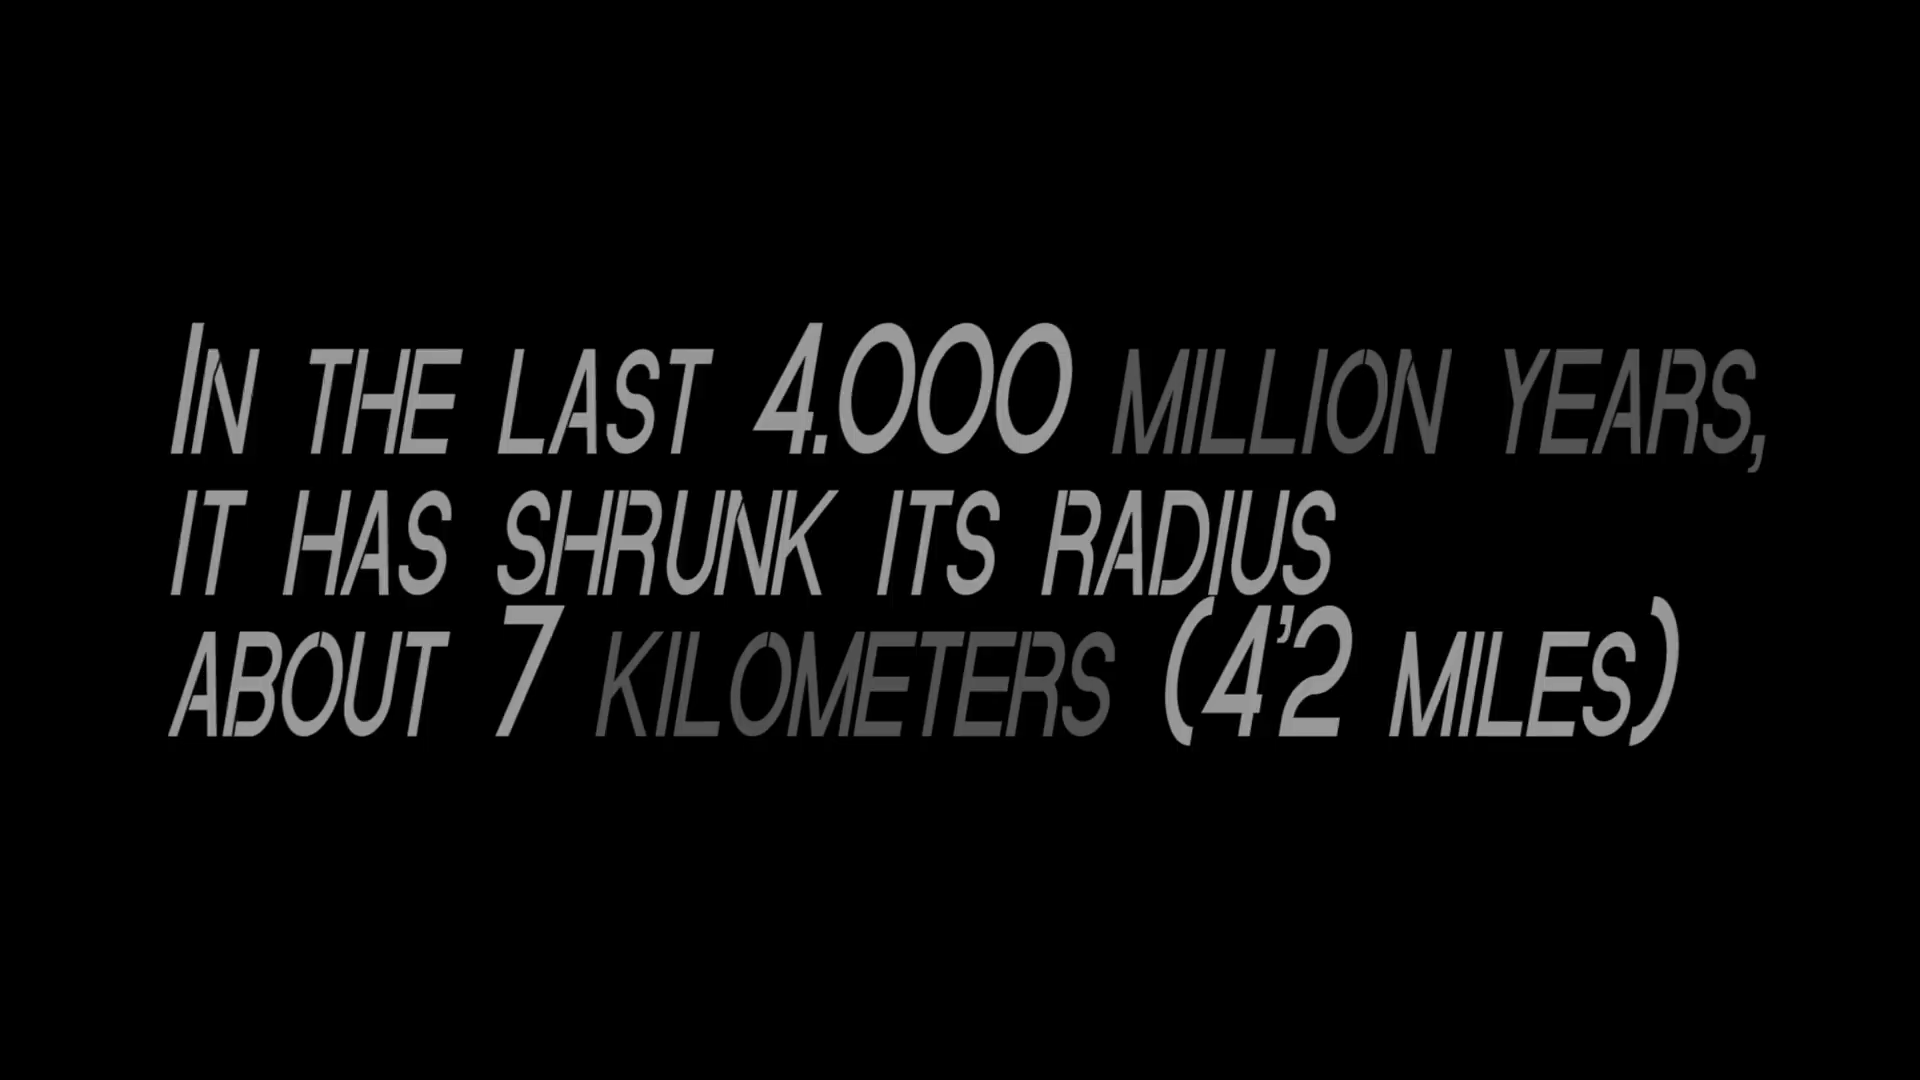 In the last 4.000 million years,
it has shrunk its radius
about 7 kilometers (4'2 miles)